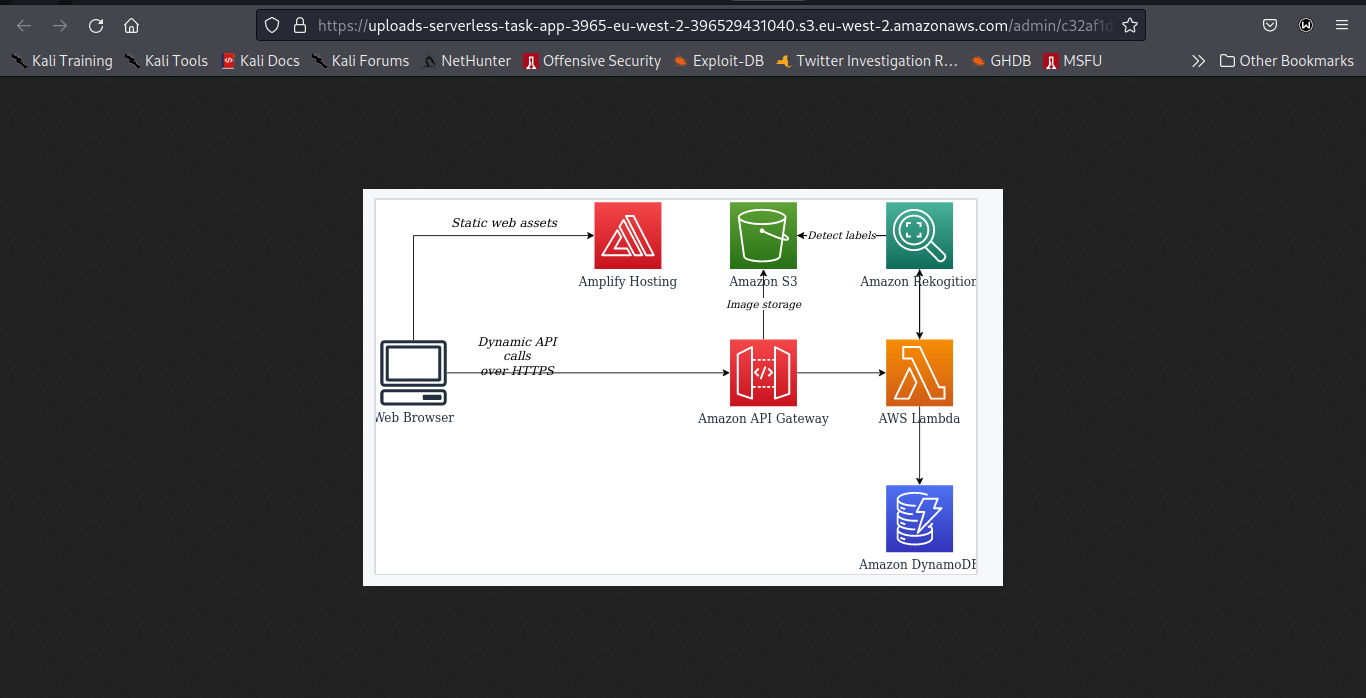 https://uploads-serverless-task-app-3965-eu-west-2-396529431040.s3.eu-west-2.amazonaws.com/admin/c32af1d
Kali Training Kali Tools Kali Docs Kali Forums NetHunter Offensive Security Exploit-DB Twitter Investigation R… GHDB MSFU Other Bookmarks
Static web assets
Detect labels
Amplify Hosting Amazon S3 Amazon Rekogition
Image storage
Dynamic API
calls
over HTTPS
Web Browser Amazon API Gateway AWS Lambda
Amazon DynamoDB